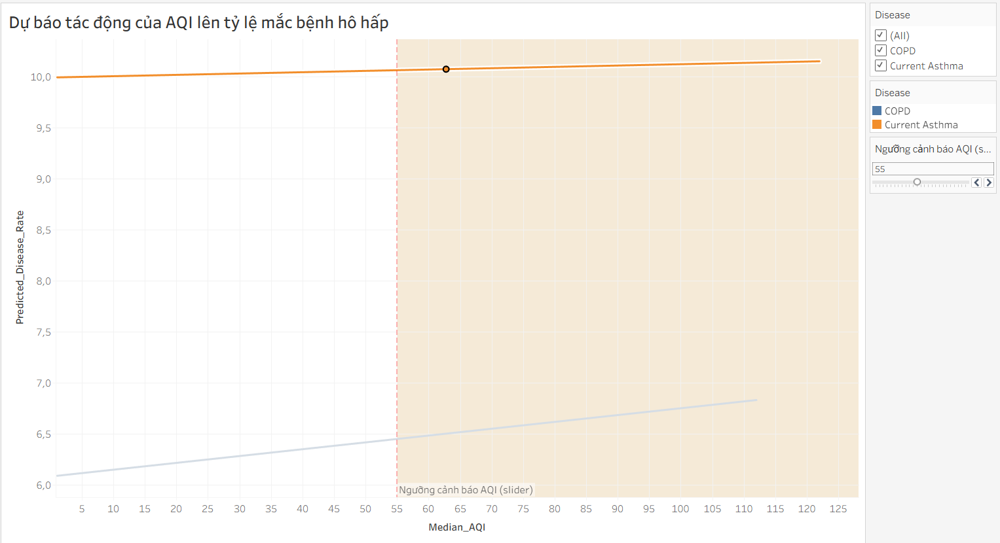 Dự báo tác động của AQI lên tỷ lệ mắc bệnh hô hấp
Predicted_Disease_Rate
10,0
9,5
9,0
8,5
8,0
7,5
7,0
6,5
6,0
Ngưỡng cảnh báo AQI (slider)
5 10 15 20 25 30 35 40 45 50 55 60 65 70 75 80 85 90 95 100 105 110 115 120 125
Median_AQI
Disease
(All)
COPD
Current Asthma
Disease
COPD
Current Asthma
Ngưỡng cảnh báo AQI (s...
55